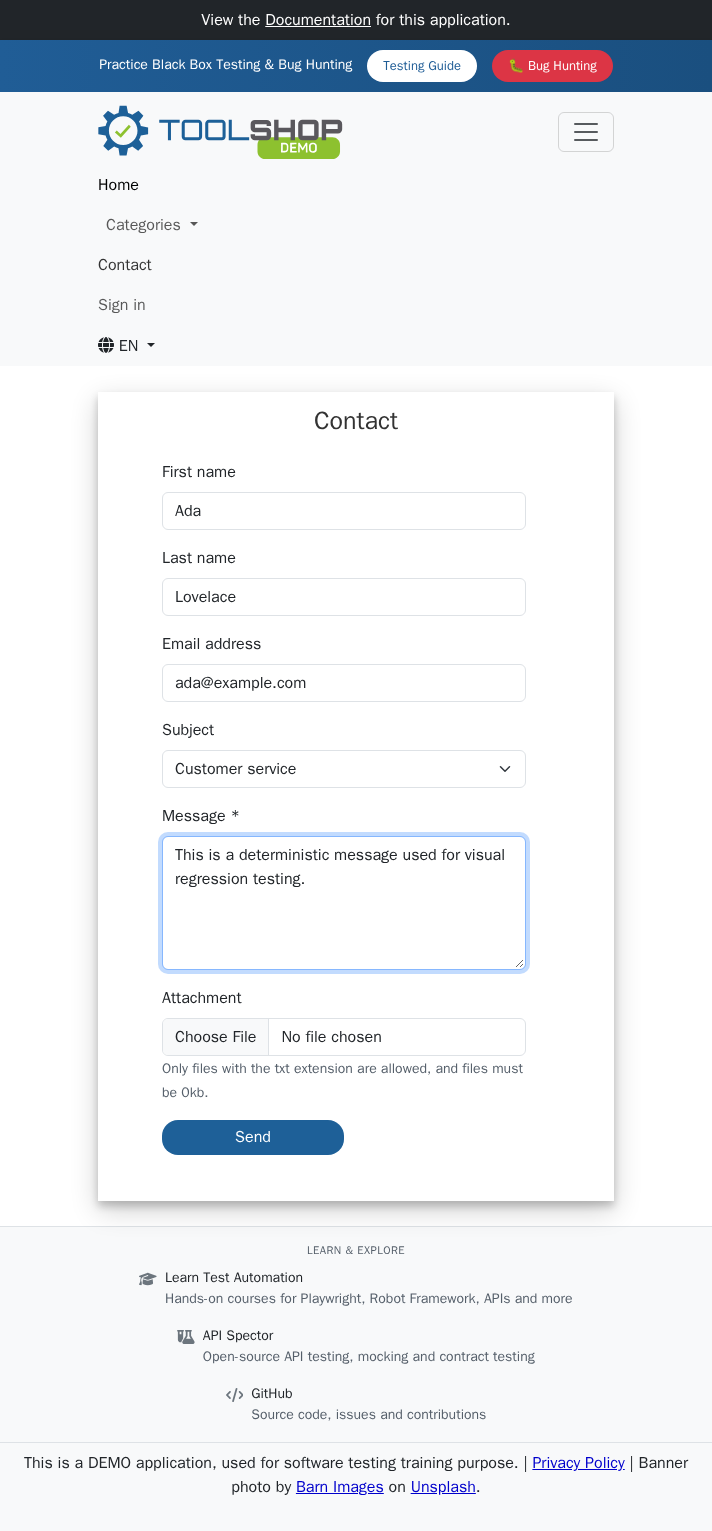 View the Documentation for this application.
Practice Black Box Testing & Bug Hunting Testing Guide Bug Hunting
TOOLSHOP
DEMO
Home
Categories
Contact
Sign in
EN
Contact
First name
Ada
Last name
Lovelace
Email address
ada@example.com
Subject
Customer service
Message *
This is a deterministic message used for visual
regression testing.
Attachment
Choose File No file chosen
Only files with the txt extension are allowed, and files must
be 0kb.
Send
LEARN & EXPLORE
Learn Test Automation
Hands-on courses for Playwright, Robot Framework, APIs and more
API Spector
Open-source API testing, mocking and contract testing
GitHub
Source code, issues and contributions
This is a DEMO application, used for software testing training purpose. | Privacy Policy | Banner
photo by Barn Images on Unsplash.